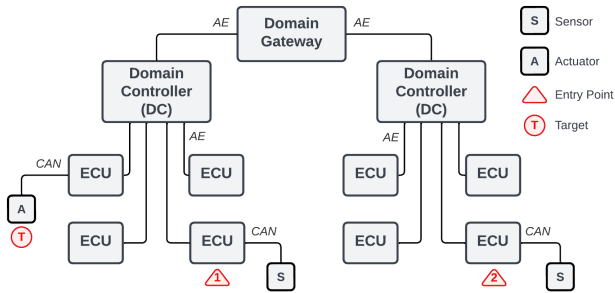 AE
Domain
Gateway
AE
S
Sensor
A
Actuator
Entry Point
T
Target
Domain
Controller
(DC)
Domain
Controller
(DC)
AE
AE
CAN
ECU
ECU
ECU
ECU
A
T
ECU
ECU
CAN
ECU
ECU
CAN
1
S
2
S